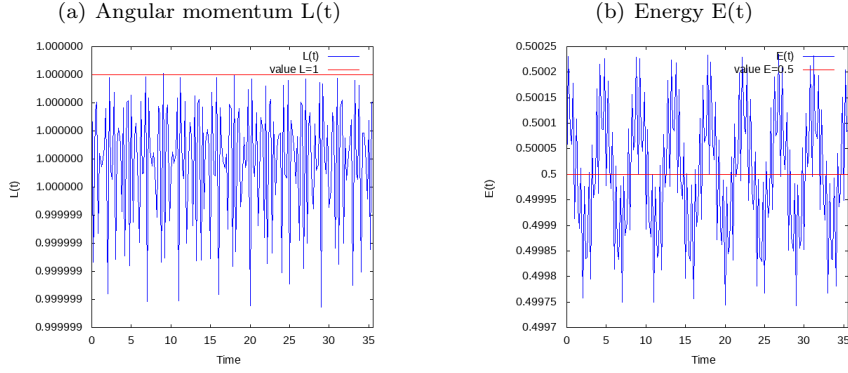 (a) Angular momentum L(t)
1.000000
1.000000
1.000000
1.000000
1.000000
1.000000
0.999999
0.999999
0.999999
0.999999
0.999999
L(t)
value L=1
L(t)
0 5 10 15 20 25 30 35
Time
(b) Energy E(t)
0.50025
0.5002
0.50015
0.5001
0.50005
0.5
0.49995
0.4999
0.49985
0.4998
0.49975
0.4997
E(t)
value E=0.5
E(t)
0 5 10 15 20 25 30 35
Time